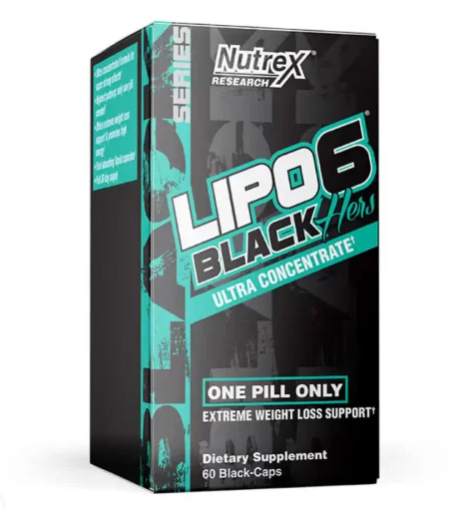 Nutrex®
RESEARCH
SERIES
LIPO6®
BLACK Hers
ULTRA CONCENTRATE†
ONE PILL ONLY
EXTREME WEIGHT LOSS SUPPORT†
Dietary Supplement
60 Black-Caps
BLACK